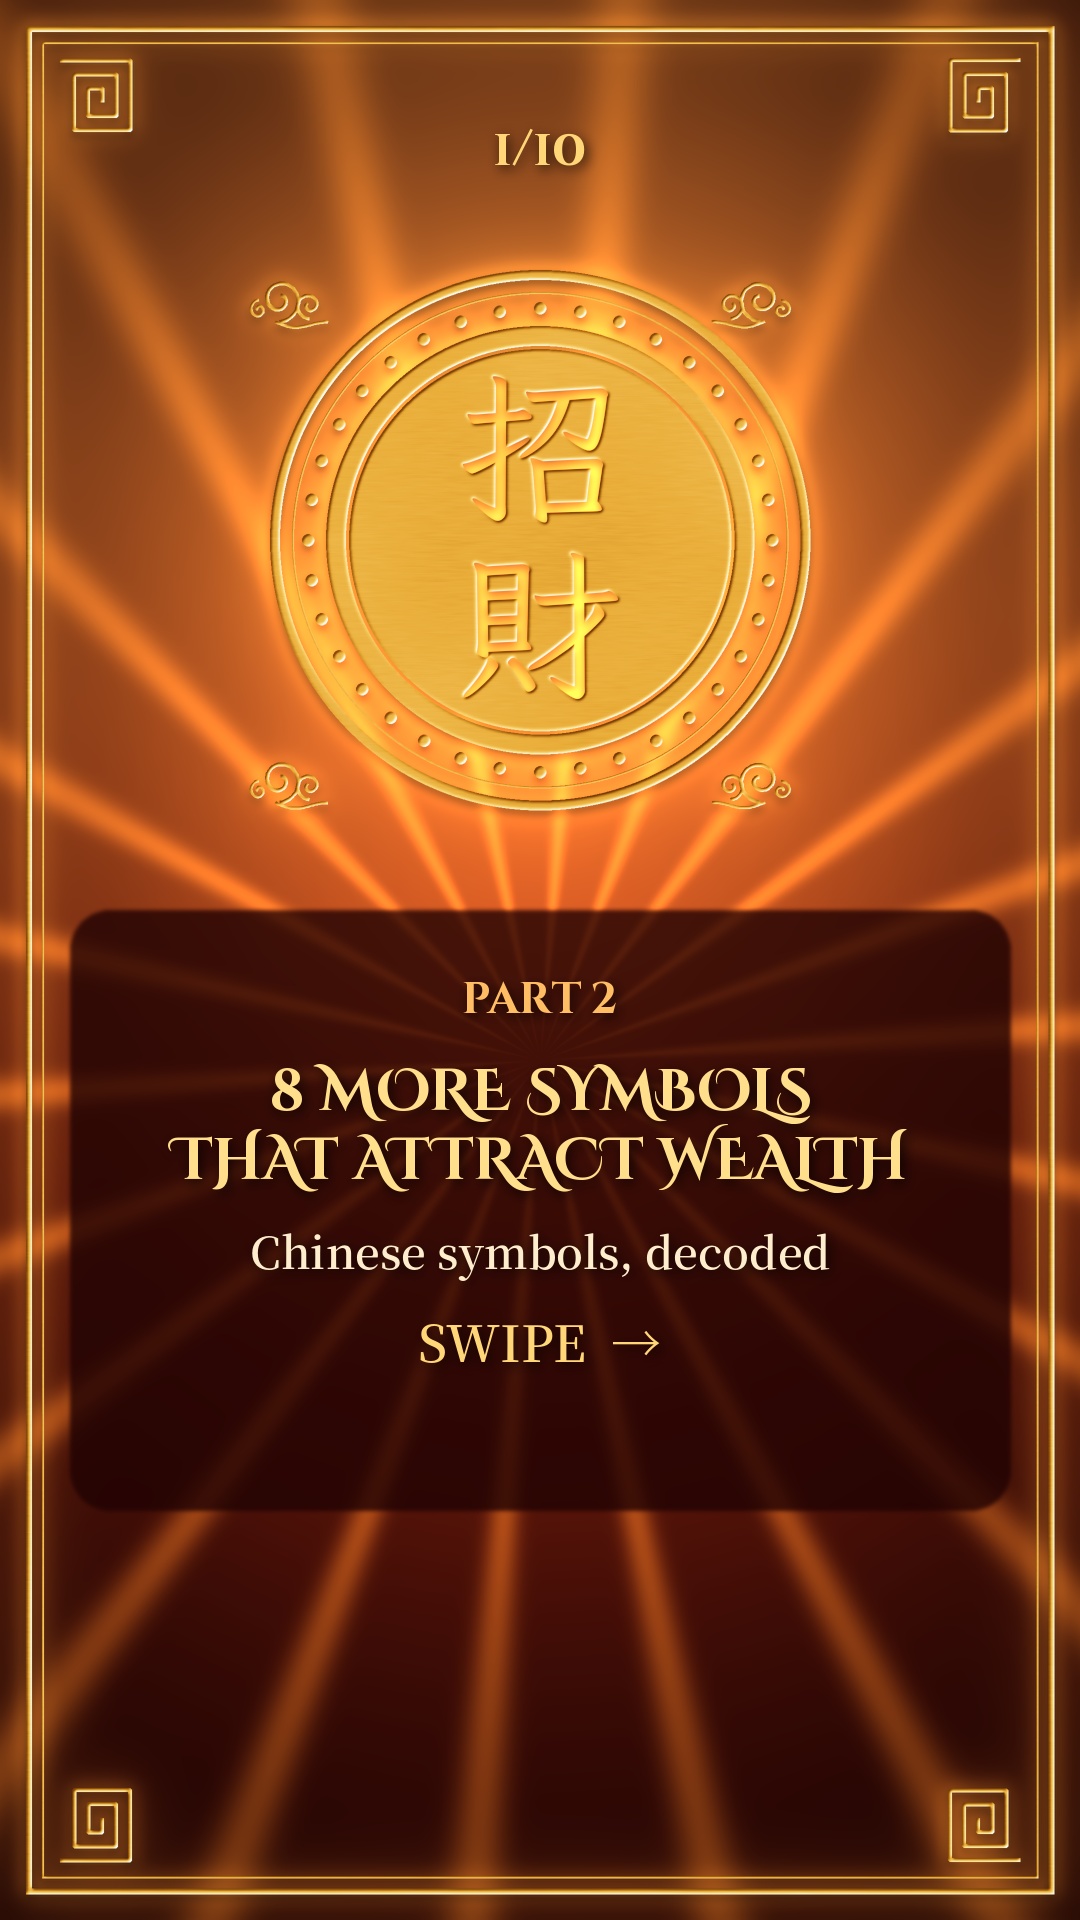 1/10
招
財
PART 2
8 MORE SYMBOLS
THAT ATTRACT WEALTH
Chinese symbols, decoded
SWIPE →